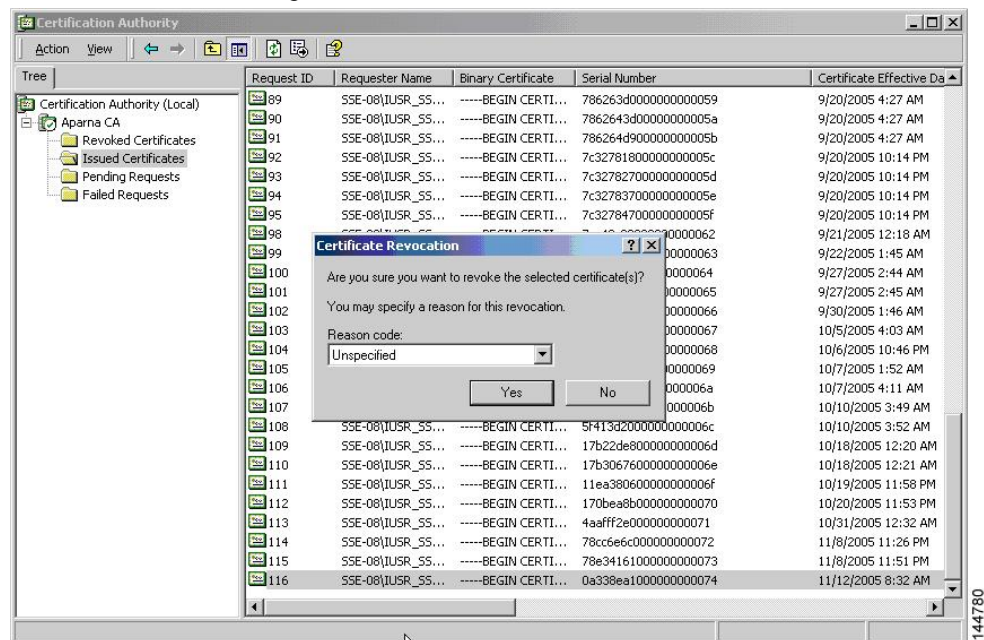 Certification Authority
Action View
Tree
Request ID Requester Name Binary Certificate Serial Number Certificate Effective Da
Certification Authority (Local)
Aparna CA
Revoked Certificates
Issued Certificates
Pending Requests
Failed Requests
89 SSE-08\IUSR_SS... -----BEGIN CERTI... 786263d0000000000059 9/20/2005 4:27 AM
90 SSE-08\IUSR_SS... -----BEGIN CERTI... 7862643d00000000005a 9/20/2005 4:27 AM
91 SSE-08\IUSR_SS... -----BEGIN CERTI... 786264d900000000005b 9/20/2005 4:27 AM
92 SSE-08\IUSR_SS... -----BEGIN CERTI... 7c32781800000000005c 9/20/2005 10:14 PM
93 SSE-08\IUSR_SS... -----BEGIN CERTI... 7c32782700000000005d 9/20/2005 10:14 PM
94 SSE-08\IUSR_SS... -----BEGIN CERTI... 7c32783700000000005e 9/20/2005 10:14 PM
95 SSE-08\IUSR_SS... -----BEGIN CERTI... 7c32784700000000005f 9/20/2005 10:14 PM
98 9/21/2005 12:18 AM
99 9/22/2005 1:45 AM
100 9/27/2005 2:44 AM
101 9/27/2005 2:45 AM
102 9/30/2005 1:46 AM
103 10/5/2005 4:03 AM
104 10/6/2005 10:46 PM
105 10/7/2005 1:52 AM
106 10/7/2005 4:11 AM
107 10/10/2005 3:49 AM
108 SSE-08\IUSR_SS... -----BEGIN CERTI... 5f413d2000000000006c 10/10/2005 3:52 AM
109 SSE-08\IUSR_SS... -----BEGIN CERTI... 17b22de800000000006d 10/18/2005 12:20 AM
110 SSE-08\IUSR_SS... -----BEGIN CERTI... 17b3067600000000006e 10/18/2005 12:21 AM
111 SSE-08\IUSR_SS... -----BEGIN CERTI... 11ea380600000000006f 10/19/2005 11:58 PM
112 SSE-08\IUSR_SS... -----BEGIN CERTI... 170bea8b000000000070 10/20/2005 11:53 PM
113 SSE-08\IUSR_SS... -----BEGIN CERTI... 4aafff2e000000000071 10/31/2005 12:32 AM
114 SSE-08\IUSR_SS... -----BEGIN CERTI... 78cc6e6c000000000072 11/8/2005 11:26 PM
115 SSE-08\IUSR_SS... -----BEGIN CERTI... 78e34161000000000073 11/8/2005 11:51 PM
116 SSE-08\IUSR_SS... -----BEGIN CERTI... 0a338ea1000000000074 11/12/2005 8:32 AM
Certificate Revocation
Are you sure you want to revoke the selected certificate(s)?
You may specify a reason for this revocation.
Reason code:
Unspecified
Yes No
144780